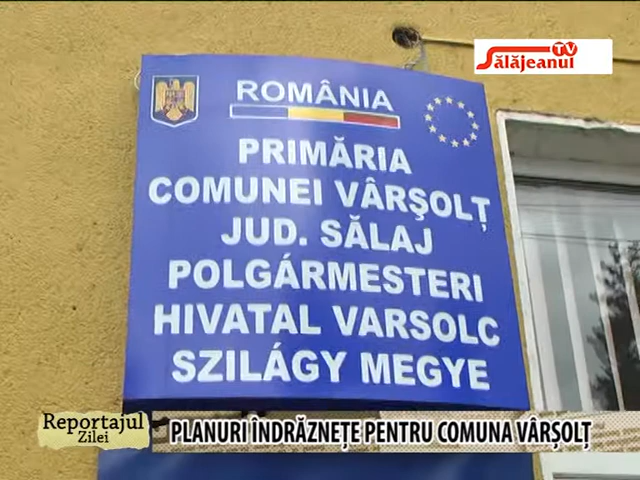 Sălăjeanul TV
ROMÂNIA
PRIMĂRIA
COMUNEI VÂRŞOLȚ
JUD. SĂLAJ
POLGÁRMESTERI
HIVATAL VARSOLC
SZILÁGY MEGYE
Reportajul
Zilei
PLANURI ÎNDRĂZNEȚE PENTRU COMUNA VÂRȘOLȚ